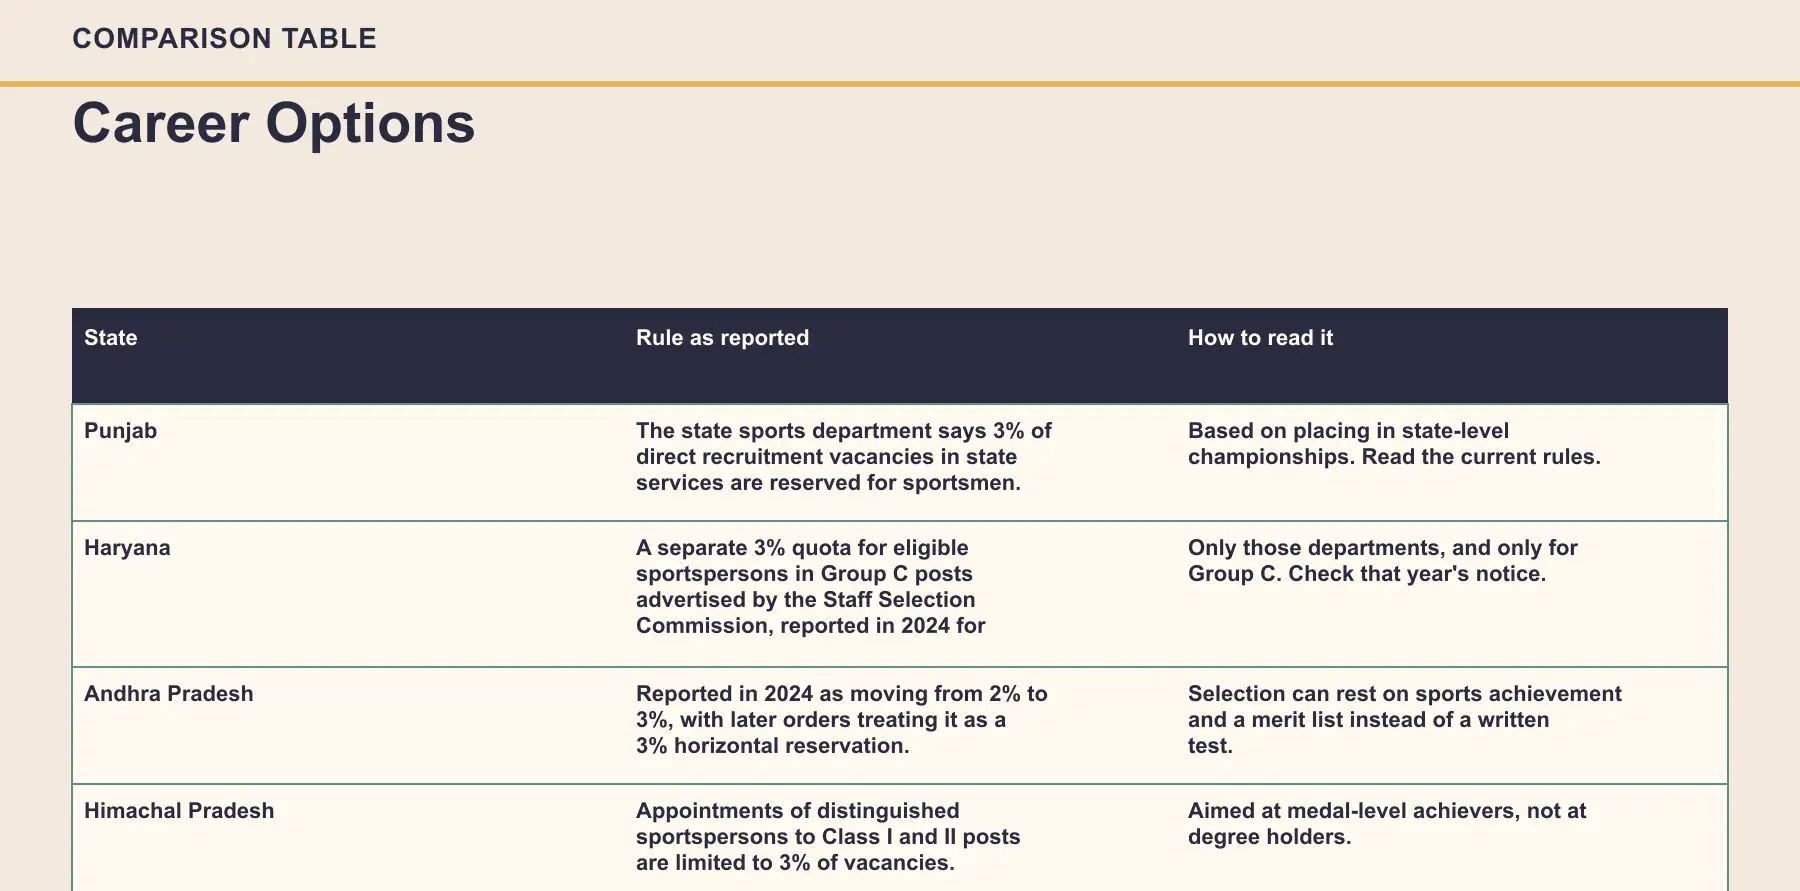 COMPARISON TABLE
Career Options
State
Rule as reported
How to read it
Punjab
The state sports department says 3% of
direct recruitment vacancies in state
services are reserved for sportsmen.
Based on placing in state-level
championships. Read the current rules.
Haryana
A separate 3% quota for eligible
sportspersons in Group C posts
advertised by the Staff Selection
Commission, reported in 2024 for
Only those departments, and only for
Group C. Check that year's notice.
Andhra Pradesh
Reported in 2024 as moving from 2% to
3%, with later orders treating it as a
3% horizontal reservation.
Selection can rest on sports achievement
and a merit list instead of a written
test.
Himachal Pradesh
Appointments of distinguished
sportspersons to Class I and II posts
are limited to 3% of vacancies.
Aimed at medal-level achievers, not at
degree holders.